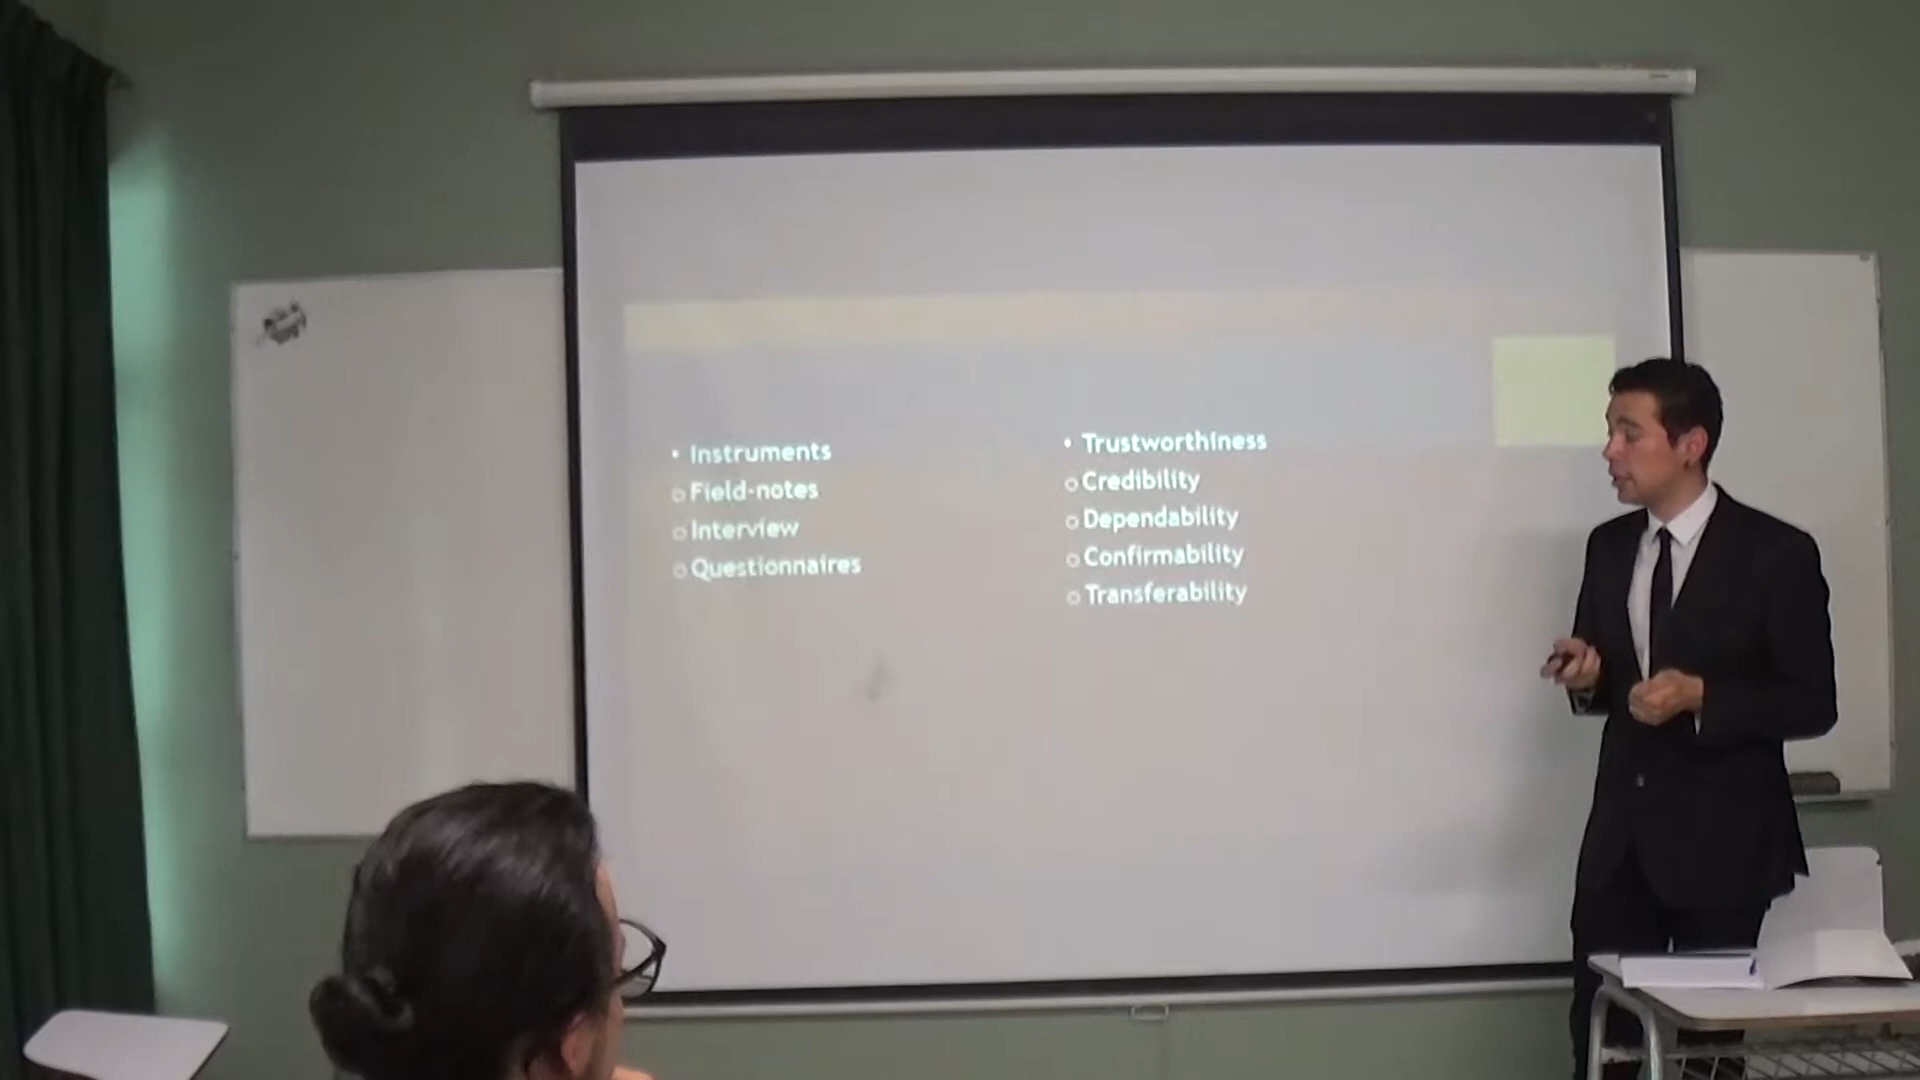 • Instruments
o Field-notes
o Interview
o Questionnaires
• Trustworthiness
o Credibility
o Dependability
o Confirmability
o Transferability